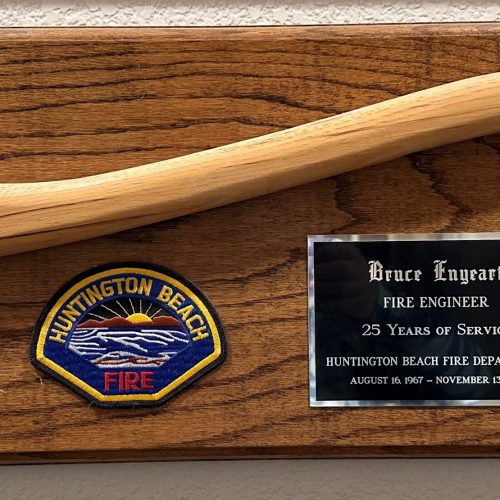 HUNTINGTON BEACH
FIRE
Bruce Enyeart
FIRE ENGINEER
25 YEARS OF SERVIC
HUNTINGTON BEACH FIRE DEPA
AUGUST 16, 1967 – NOVEMBER 13